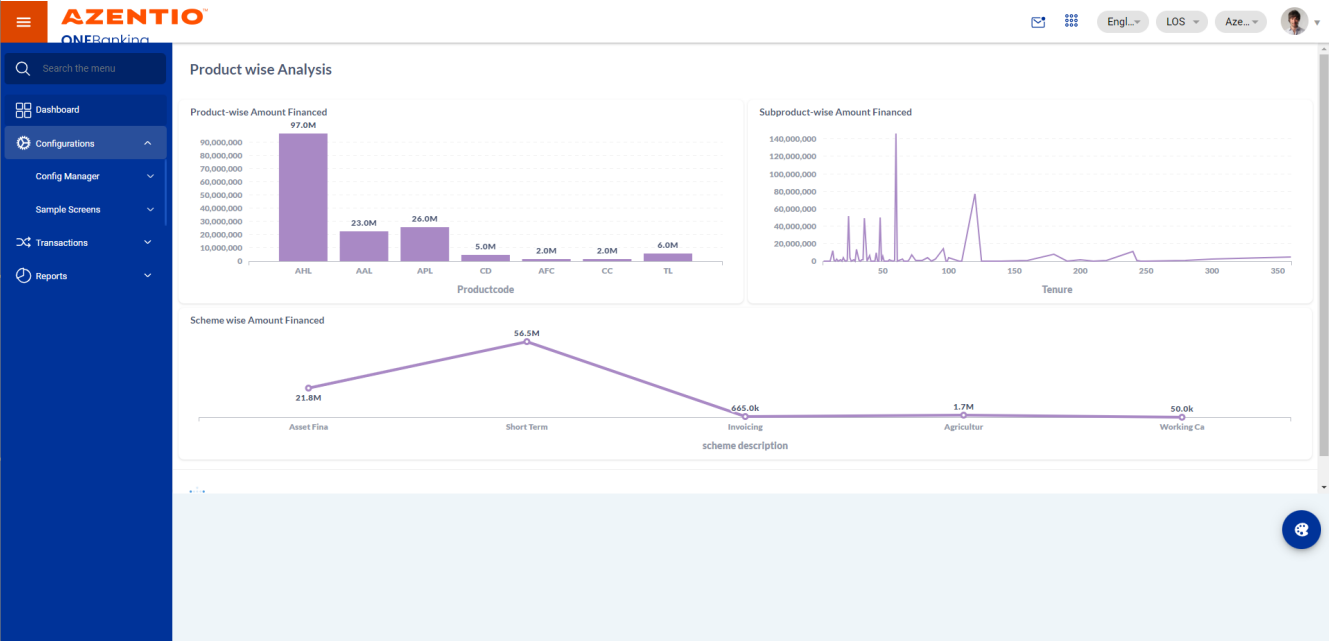 AZENTIO™
ONEBanking
Engl...
LOS
Aze...
Search the menu
Dashboard
Configurations
Config Manager
Sample Screens
Transactions
Reports
Product wise Analysis
Product-wise Amount Financed
97.0M
90,000,000
80,000,000
70,000,000
60,000,000
50,000,000
40,000,000
30,000,000
20,000,000
10,000,000
0
23.0M
26.0M
5.0M
2.0M
2.0M
6.0M
AHL
AAL
APL
CD
AFC
CC
TL
Productcode
Subproduct-wise Amount Financed
140,000,000
120,000,000
100,000,000
80,000,000
60,000,000
40,000,000
20,000,000
0
50
100
150
200
250
300
350
Tenure
Scheme wise Amount Financed
21.8M
56.5M
665.0k
1.7M
50.0k
Asset Fina
Short Term
Invoicing
Agricultur
Working Ca
scheme description